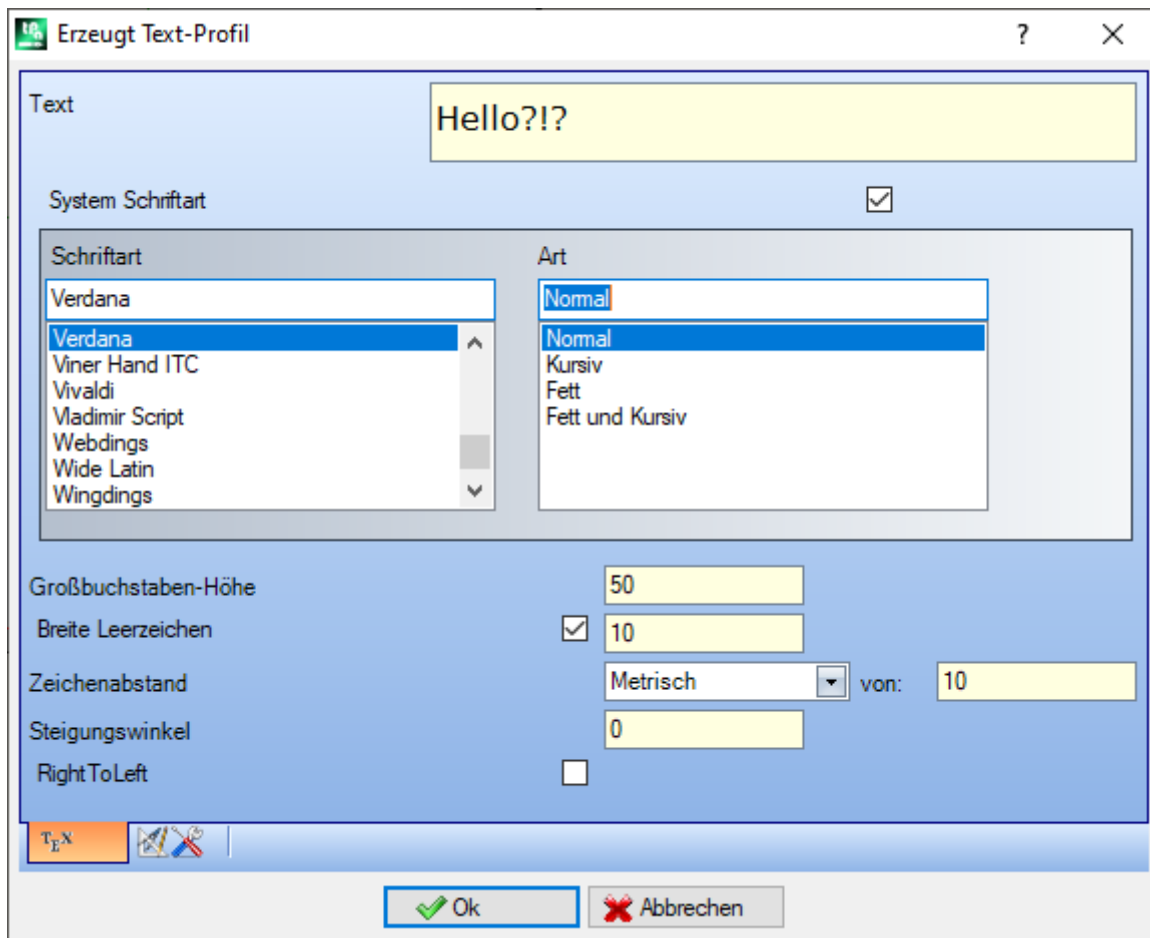 Erzeugt Text-Profil
Text
Hello?!?
System Schriftart
Schriftart
Verdana
Verdana
Viner Hand ITC
Vivaldi
Vladimir Script
Webdings
Wide Latin
Wingdings
Art
Normal
Normal
Kursiv
Fett
Fett und Kursiv
Großbuchstaben-Höhe 50
Breite Leerzeichen 10
Zeichenabstand Metrisch von: 10
Steigungswinkel 0
RightToLeft
TEX
Ok Abbrechen